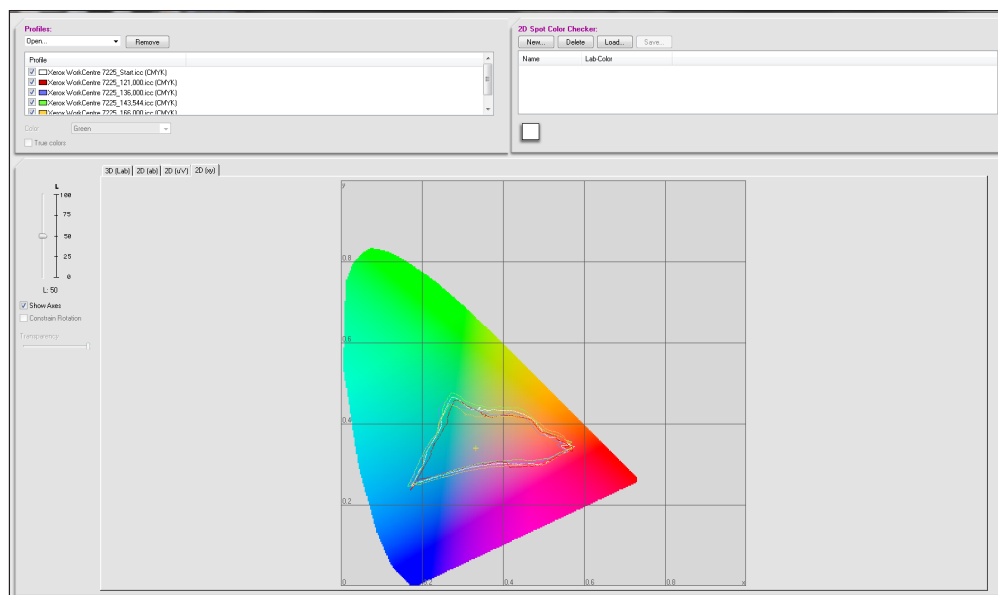 Profiles:
Open...
Remove
Profile
Xerox WorkCentre 7225_Start.icc (CMYK)
Xerox WorkCentre 7225_121,000.icc (CMYK)
Xerox WorkCentre 7225_136,000.icc (CMYK)
Xerox WorkCentre 7225_143,544.icc (CMYK)
Xerox WorkCentre 7225_166,000.icc (CMYK)
Color: Green
True colors
2D Spot Color Checker:
New... Delete Load... Save...
Name Lab-Color
3D (Lab) 2D (ab) 2D (u'v') 2D (xy)
L
100
75
50
25
0
L: 50
Show Axes
Constrain Rotation
Transparency
y
0.8
0.6
0.4
0.2
0 0.2 0.4 0.6 0.8 x